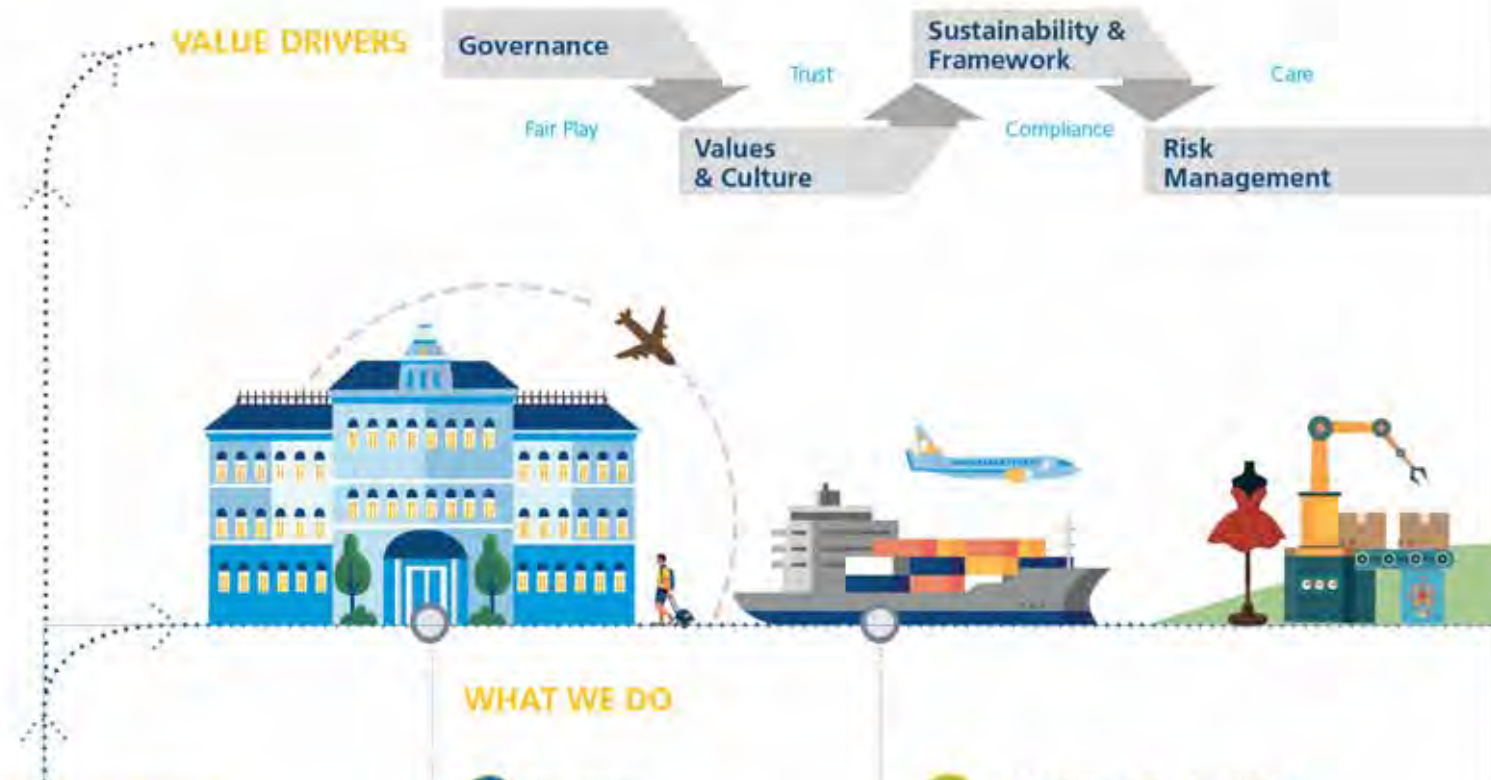 VALUE DRIVERS
Governance
Sustainability &
Framework
Trust
Care
Fair Play
Compliance
Values
& Culture
Risk
Management
WHAT WE DO